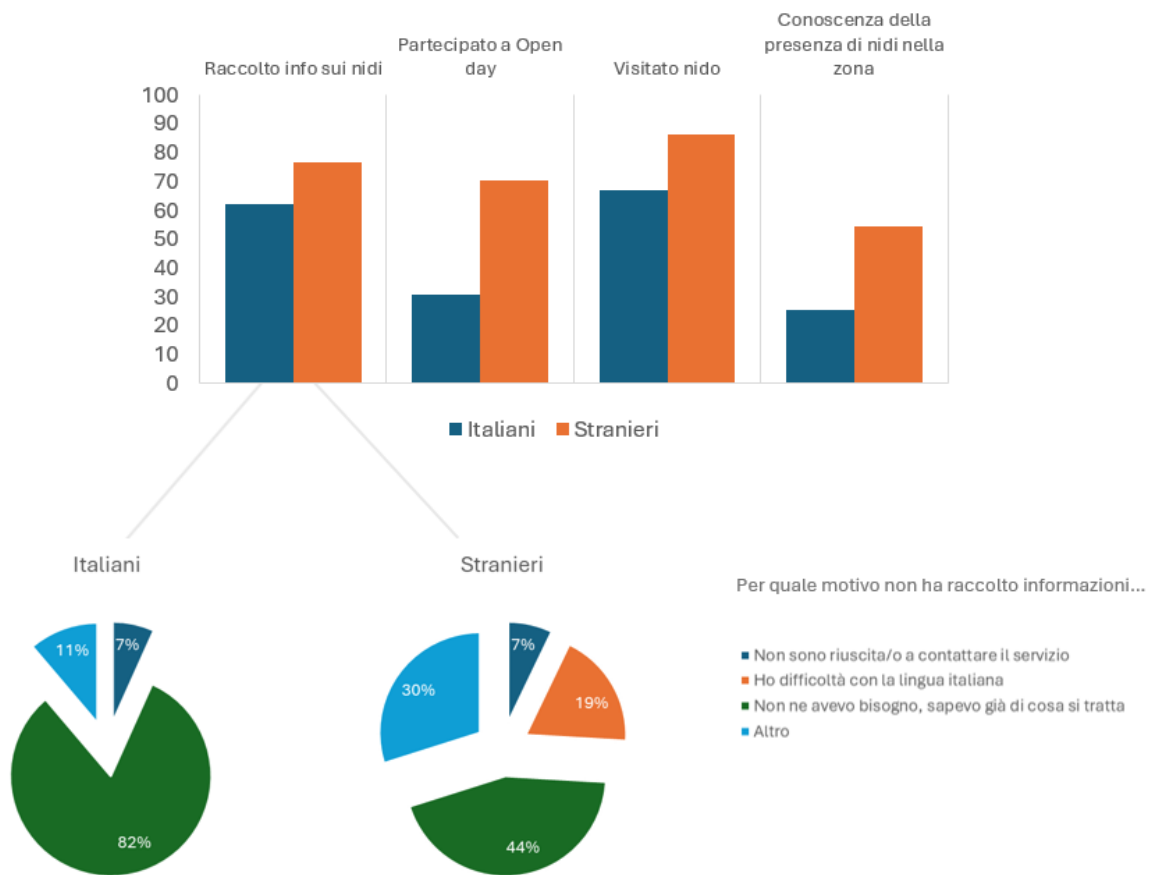 Raccolto info sui nidi
Partecipato a Open
day
Visitato nido
Conoscenza della
presenza di nidi nella
zona
100
90
80
70
60
50
40
30
20
10
0
Italiani Stranieri
Italiani
7%
11%
82%
Stranieri
7%
30%
19%
44%
Per quale motivo non ha raccolto informazioni...
Non sono riuscita/o a contattare il servizio
Ho difficoltà con la lingua italiana
Non ne avevo bisogno, sapevo già di cosa si tratta
Altro